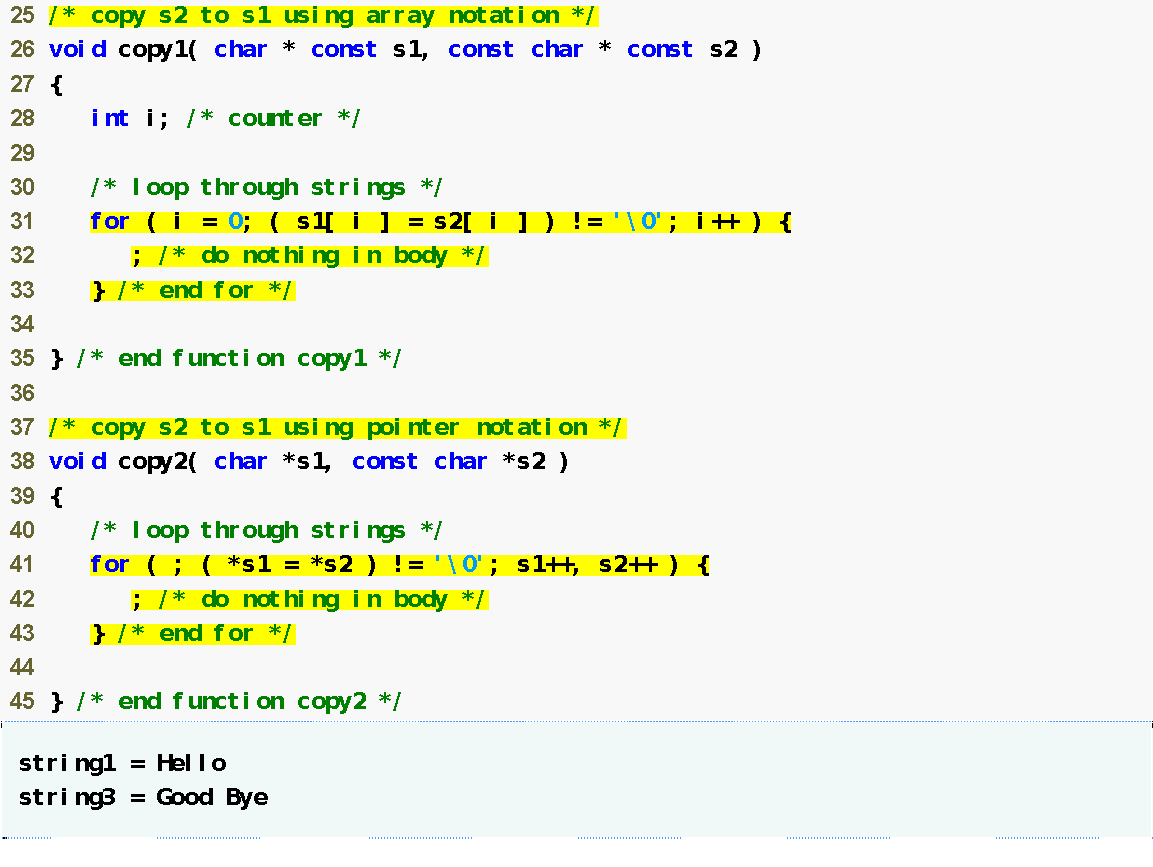 25 /* copy s2 to s1 using array notation */
26 void copy1( char * const s1, const char * const s2 )
27 {
28    int i; /* counter */
29
30    /* loop through strings */
31    for ( i = 0; ( s1[ i ] = s2[ i ] ) != '\0'; i++ ) {
32       ; /* do nothing in body */
33    } /* end for */
34
35 } /* end function copy1 */
36
37 /* copy s2 to s1 using pointer notation */
38 void copy2( char *s1, const char *s2 )
39 {
40    /* loop through strings */
41    for ( ; ( *s1 = *s2 ) != '\0'; s1++, s2++ ) {
42       ; /* do nothing in body */
43    } /* end for */
44
45 } /* end function copy2 */
string1 = Hello
string3 = Good Bye